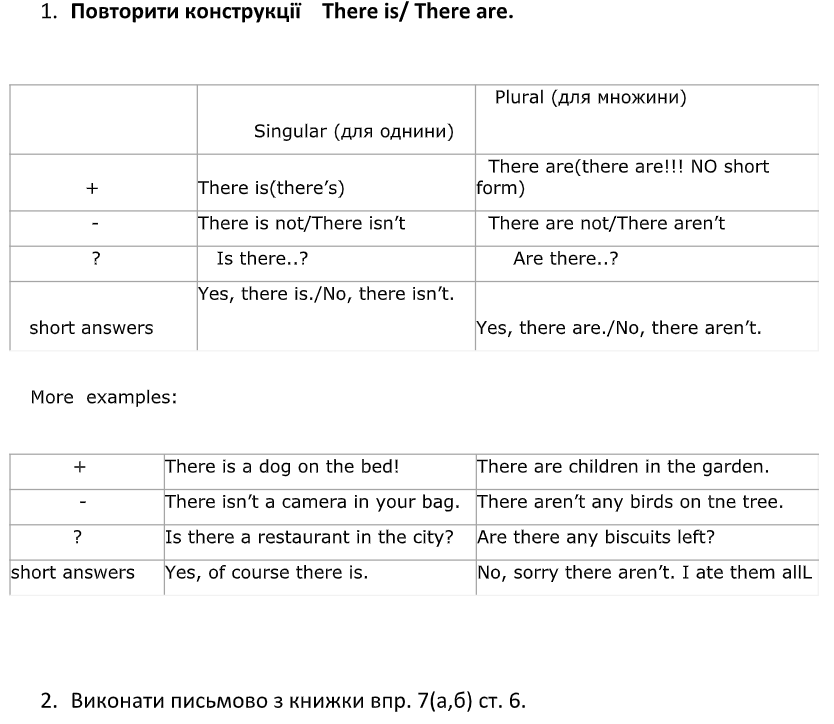 1. Повторити конструкції There is/ There are.
Plural (для множини)
Singular (для однини)
There are(there are!!! NO short
+ There is(there’s) form)
- There is not/There isn’t There are not/There aren’t
? Is there..? Are there..?
Yes, there is./No, there isn’t.
short answers Yes, there are./No, there aren’t.
More examples:
+ There is a dog on the bed! There are children in the garden.
- There isn’t a camera in your bag. There aren’t any birds on tne tree.
? Is there a restaurant in the city? Are there any biscuits left?
short answers Yes, of course there is. No, sorry there aren’t. I ate them allL
2. Виконати письмово з книжки впр. 7(а,б) ст. 6.